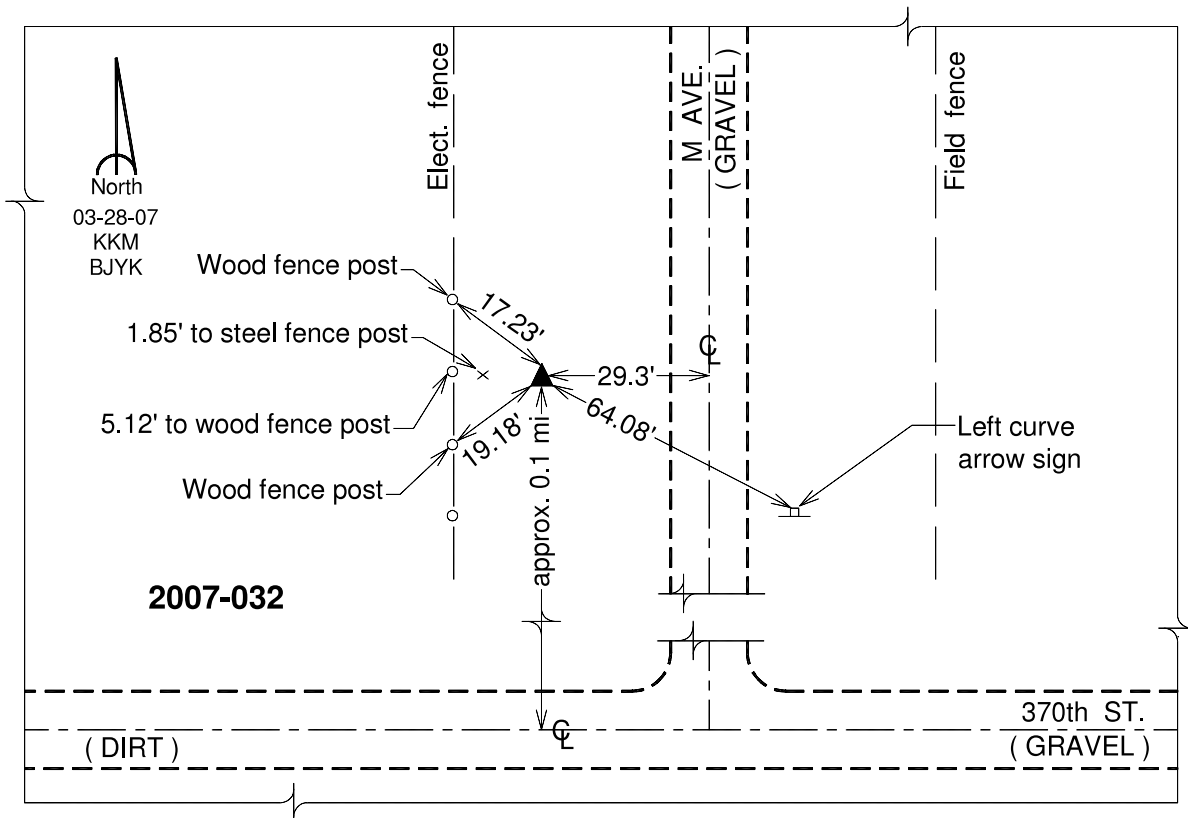 Elect. fence
M AVE.
( GRAVEL )
Field fence
North
03-28-07
KKM
BJYK
Wood fence post
17.23'
1.85' to steel fence post
℄
29.3'
64.08'
5.12' to wood fence post
19.18'
Left curve
arrow sign
Wood fence post
approx. 0.1 mi
2007-032
370th ST.
( GRAVEL )
℄
( DIRT )